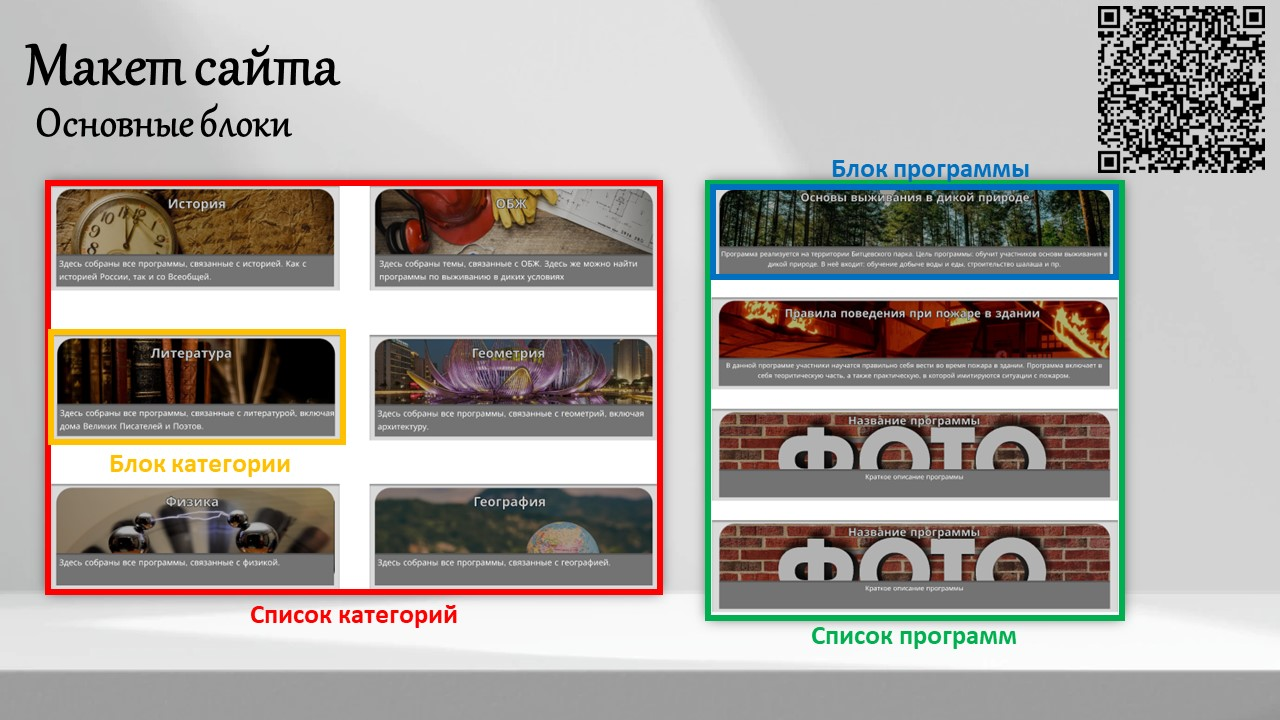 Макет сайта
Основные блоки
История
Здесь собраны все программы, связанные с историей. Как с
историей России, так и со Всеобщей.
ОБЖ
Здесь собраны темы, связанные с ОБЖ. Здесь же можно найти
программы по выживанию в диких условиях
Литература
Здесь собраны все программы, связанные с литературой, включая
дома Великих Писателей и Поэтов.
Геометрия
Здесь собраны все программы, связанные с геометрий, включая
архитектуру.
Блок категории
Физика
Здесь собраны все программы, связанные с физикой.
География
Здесь собраны все программы, связанные с географией.
Список категорий
Блок программы
Основы выживания в дикой природе
Программа реализуется на территории Битцевского парка. Цель программы: обучит участников основм выживания в
дикой природе. В неё входит: обучение добыче воды и еды, строительство шалаша и пр.
Правила поведения при пожаре в здании
В данной программе участники научатся правильно себя вести во время пожара в здании. Программа включает в
себя теоритическую часть, а также практическую, в которой имитируются ситуации с пожаром.
Название программы
ФОТО
Краткое описание программы
Название программы
ФОТО
Краткое описание программы
Список программ